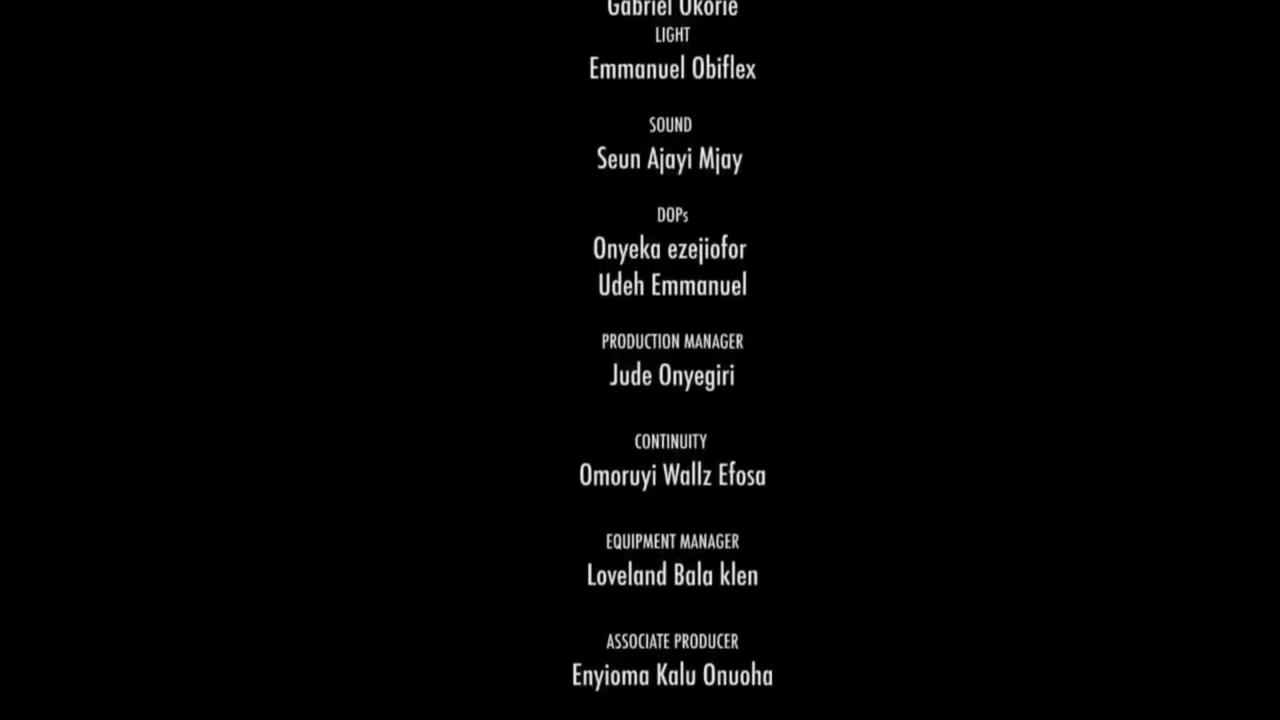 Gabriel Okorie
LIGHT
Emmanuel Obiflex
SOUND
Seun Ajayi Mjay
DOPs
Onyeka ezejiofor
Udeh Emmanuel
PRODUCTION MANAGER
Jude Onyegiri
CONTINUITY
Omoruyi Wallz Efosa
EQUIPMENT MANAGER
Loveland Bala klen
ASSOCIATE PRODUCER
Enyioma Kalu Onuoha